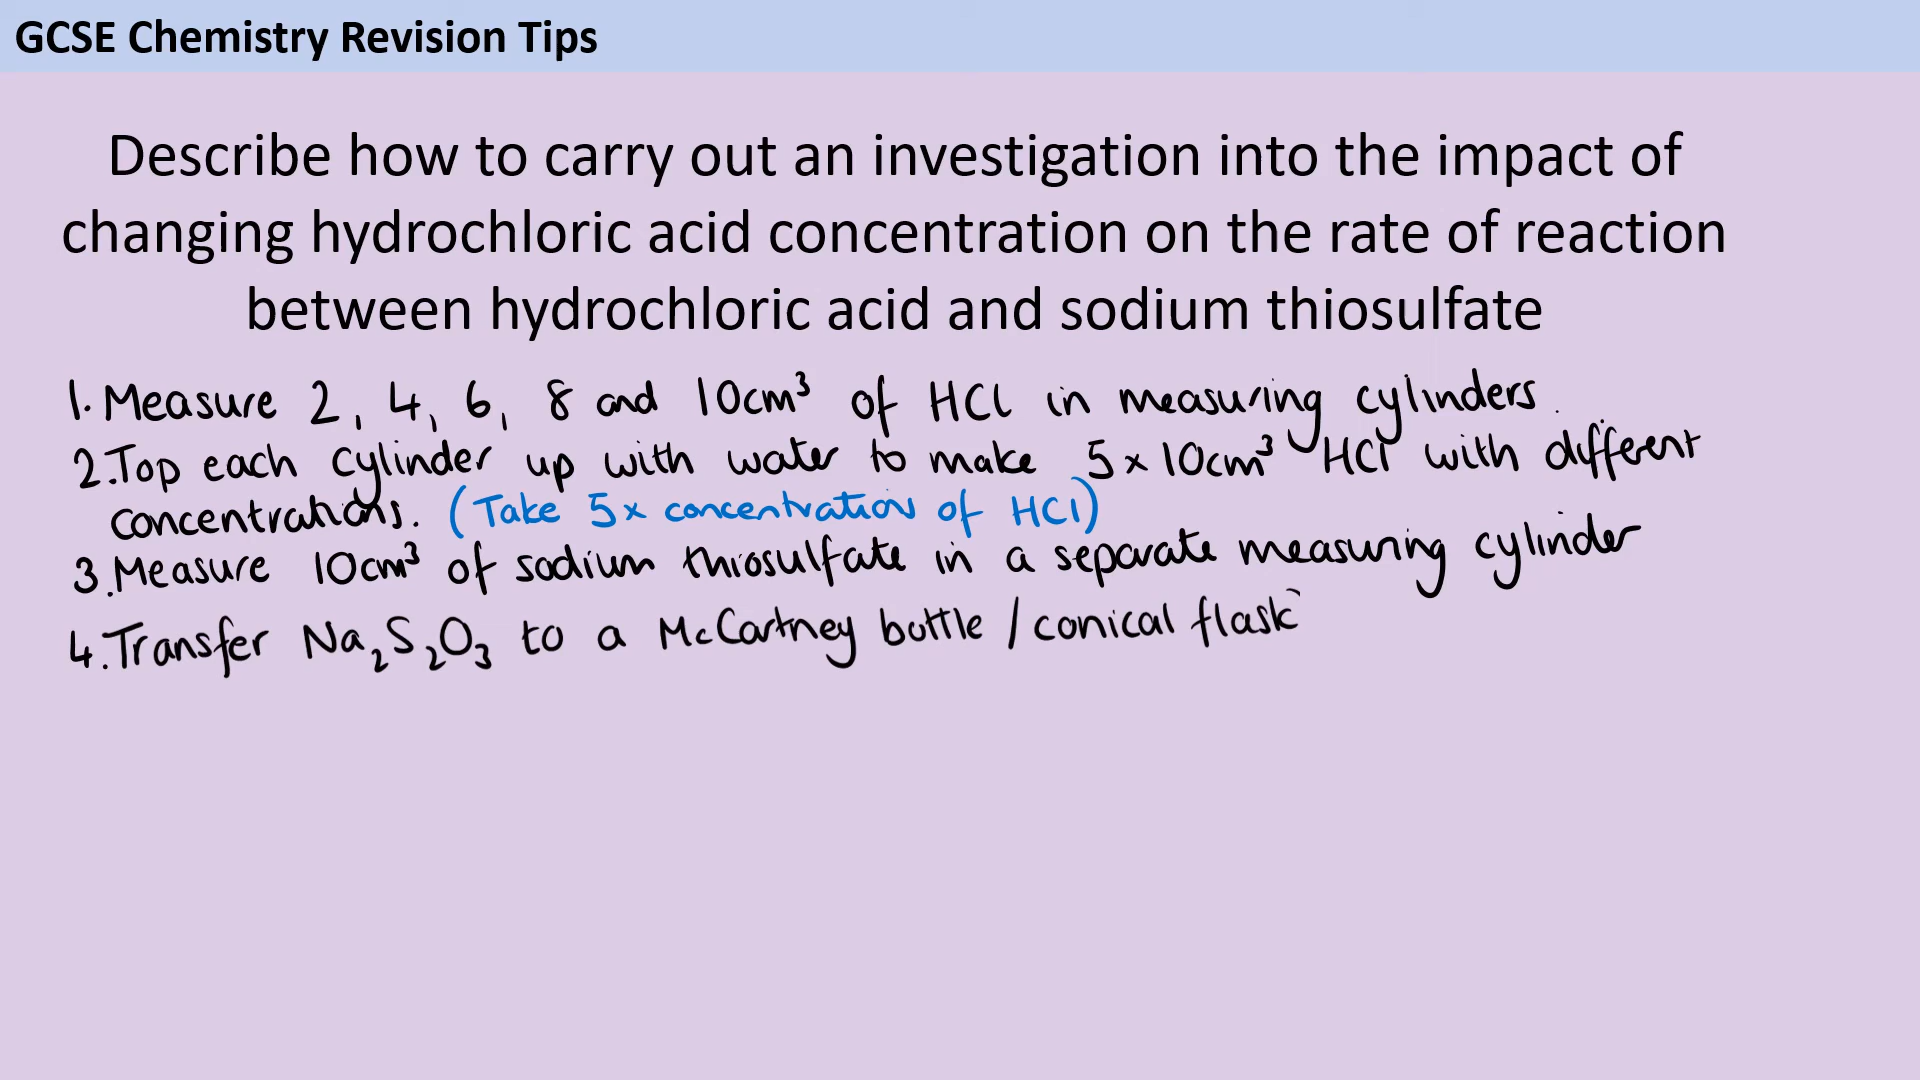 GCSE Chemistry Revision Tips
Describe how to carry out an investigation into the impact of
changing hydrochloric acid concentration on the rate of reaction
between hydrochloric acid and sodium thiosulfate
1. Measure 2, 4, 6, 8 and 10cm³ of HCl in measuring cylinders.
2. Top each cylinder up with water to make 5 x 10cm³ HCl with different
concentrations. (Take 5x concentration of HCl)
3. Measure 10cm³ of sodium thiosulfate in a separate measuring cylinder
4. Transfer Na₂S₂O₃ to a McCartney bottle / conical flask